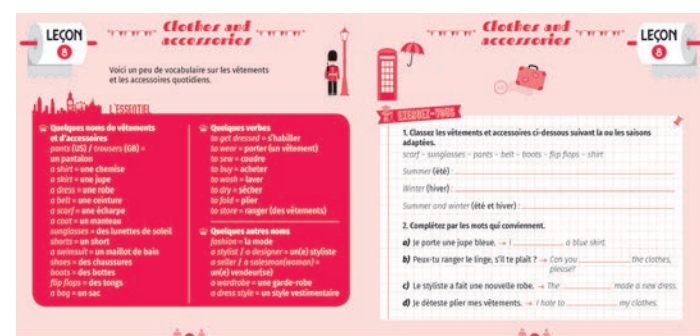 LEÇON
8
Clothes and
accessories
Voici un peu de vocabulaire sur les vêtements
et les accessoires quotidiens.
L'ESSENTIEL
Quelques noms de vêtements
et d'accessoires
pants (US) / trousers (GB) =
un pantalon
a shirt = une chemise
a skirt = une jupe
a dress = une robe
a belt = une ceinture
a scarf = une écharpe
a coat = un manteau
sunglasses = des lunettes de soleil
shorts = un short
a swimsuit = un maillot de bain
shoes = des chaussures
boots = des bottes
flip flops = des tongs
a bag = un sac
Quelques verbes
to get dressed = s'habiller
to wear = porter (un vêtement)
to sew = coudre
to buy = acheter
to wash = laver
to dry = sécher
to fold = plier
to store = ranger (des vêtements)
Quelques autres noms
fashion = la mode
a stylist / a designer = un(e) styliste
a seller / a salesman(woman) =
un(e) vendeur(se)
a wardrobe = une garde-robe
a dress style = un style vestimentaire
Clothes and
accessories
LEÇON
8
EXERCEZ-VOUS
1. Classez les vêtements et accessoires ci-dessous suivant la ou les saisons
adaptées.
scarf - sunglasses - pants - belt - boots - flip flops - shirt
Summer (été) :
Winter (hiver) :
Summer and winter (été et hiver) :
2. Complétez par les mots qui conviennent.
a) Je porte une jupe bleue. → I ______ a blue skirt.
b) Peux-tu ranger le linge, s'il te plaît ? → Can you ______ the clothes,
please?
c) Le styliste a fait une nouvelle robe. → The ______ made a new dress.
d) Je déteste plier mes vêtements. → I hate to ______ my clothes.